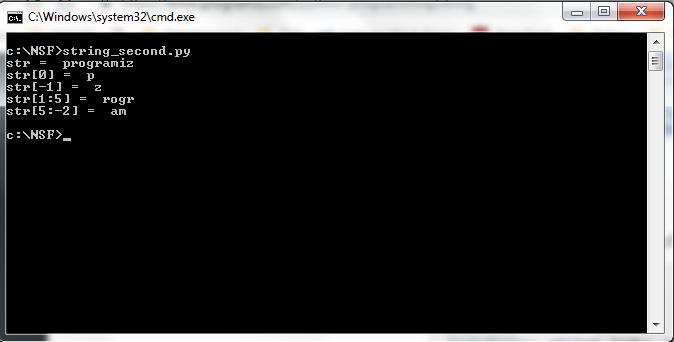 C:\Windows\system32\cmd.exe
c:\NSF>string_second.py
str =  programiz
str[0] =  p
str[-1] =  z
str[1:5] =  rogr
str[5:-2] =  am
c:\NSF>_